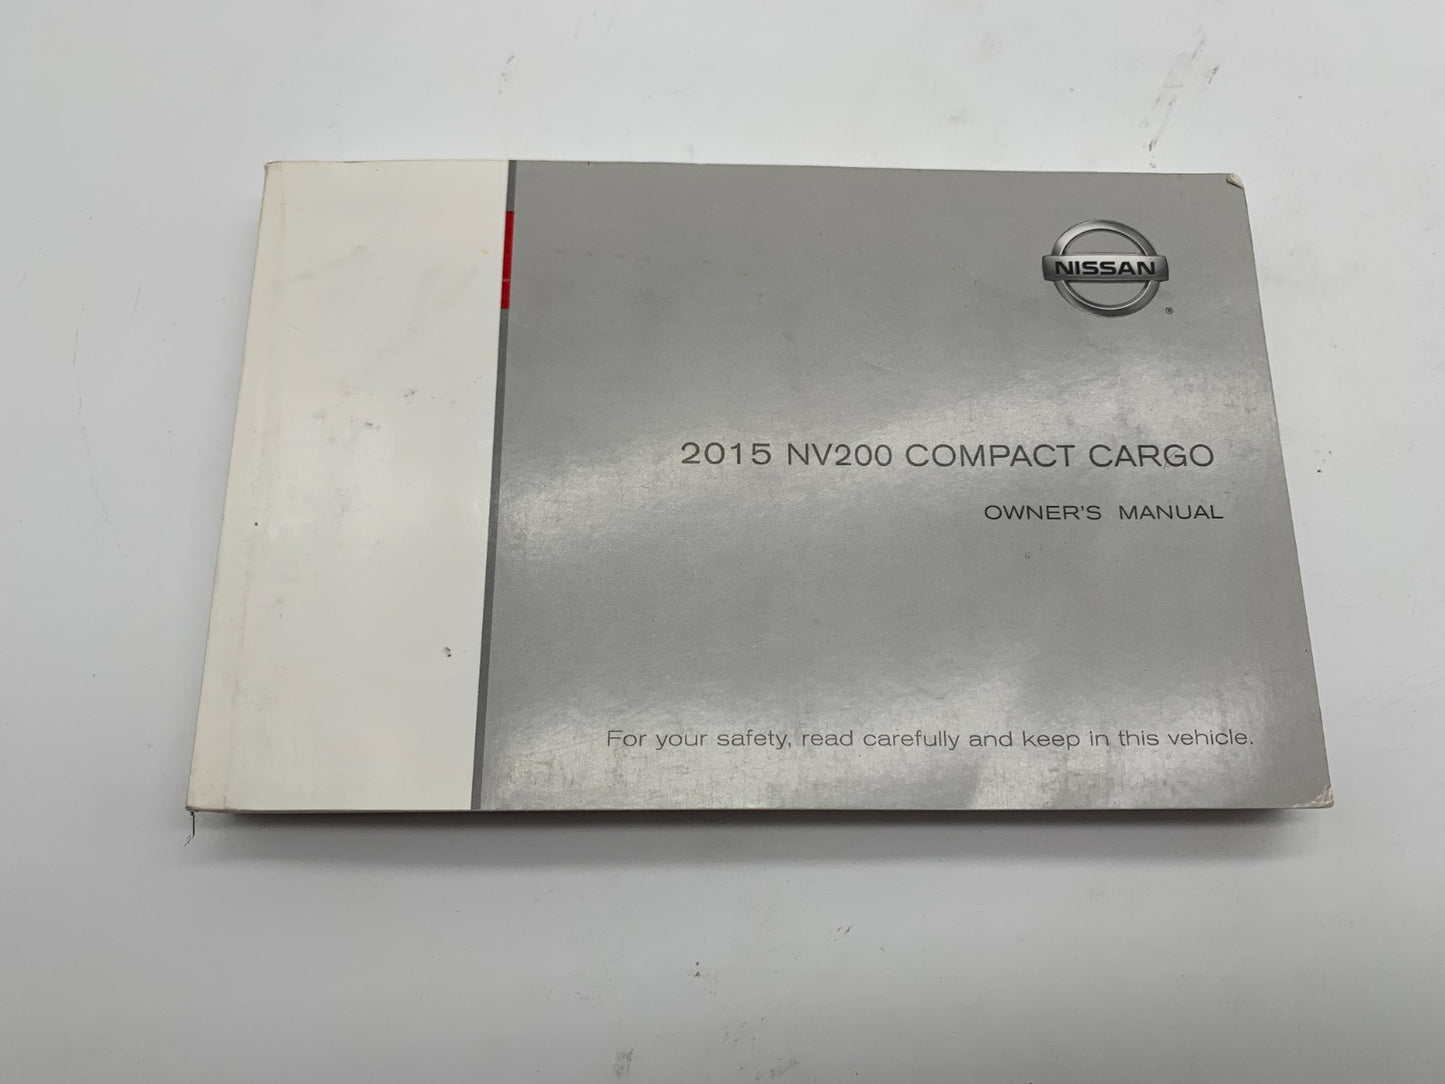 NISSAN
®
2015 NV200 COMPACT CARGO
OWNER'S MANUAL
For your safety, read carefully and keep in this vehicle.